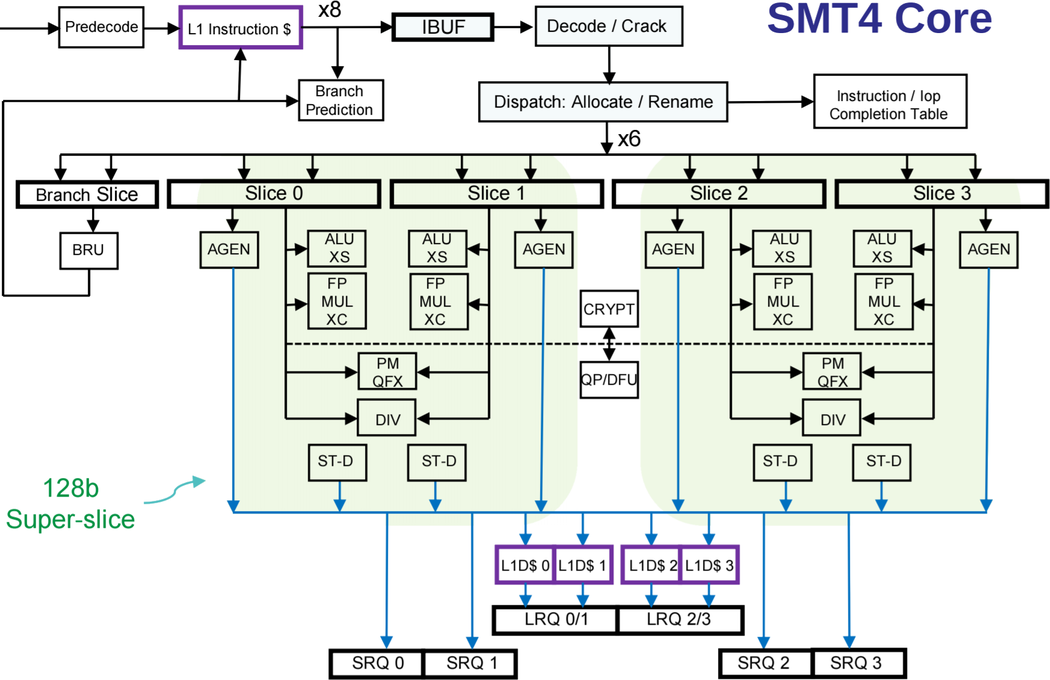 SMT4 Core
Predecode
L1 Instruction $
x8
IBUF
Decode / Crack
Branch
Prediction
Dispatch: Allocate / Rename
Instruction / Iop
Completion Table
x6
Branch Slice
Slice 0
Slice 1
Slice 2
Slice 3
BRU
AGEN
ALU
XS
ALU
XS
AGEN
AGEN
ALU
XS
ALU
XS
AGEN
FP
MUL
XC
FP
MUL
XC
CRYPT
FP
MUL
XC
FP
MUL
XC
PM
QFX
QP/DFU
PM
QFX
DIV
DIV
ST-D
ST-D
ST-D
ST-D
128b
Super-slice
L1D$ 0
L1D$ 1
L1D$ 2
L1D$ 3
LRQ 0/1
LRQ 2/3
SRQ 0
SRQ 1
SRQ 2
SRQ 3